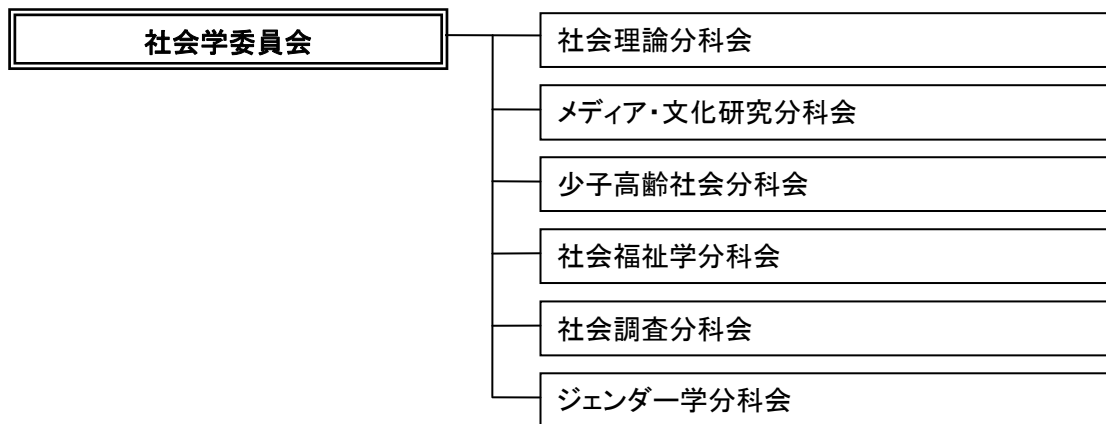 社会学委員会
社会理論分科会
メディア・文化研究分科会
少子高齢社会分科会
社会福祉学分科会
社会調査分科会
ジェンダー学分科会